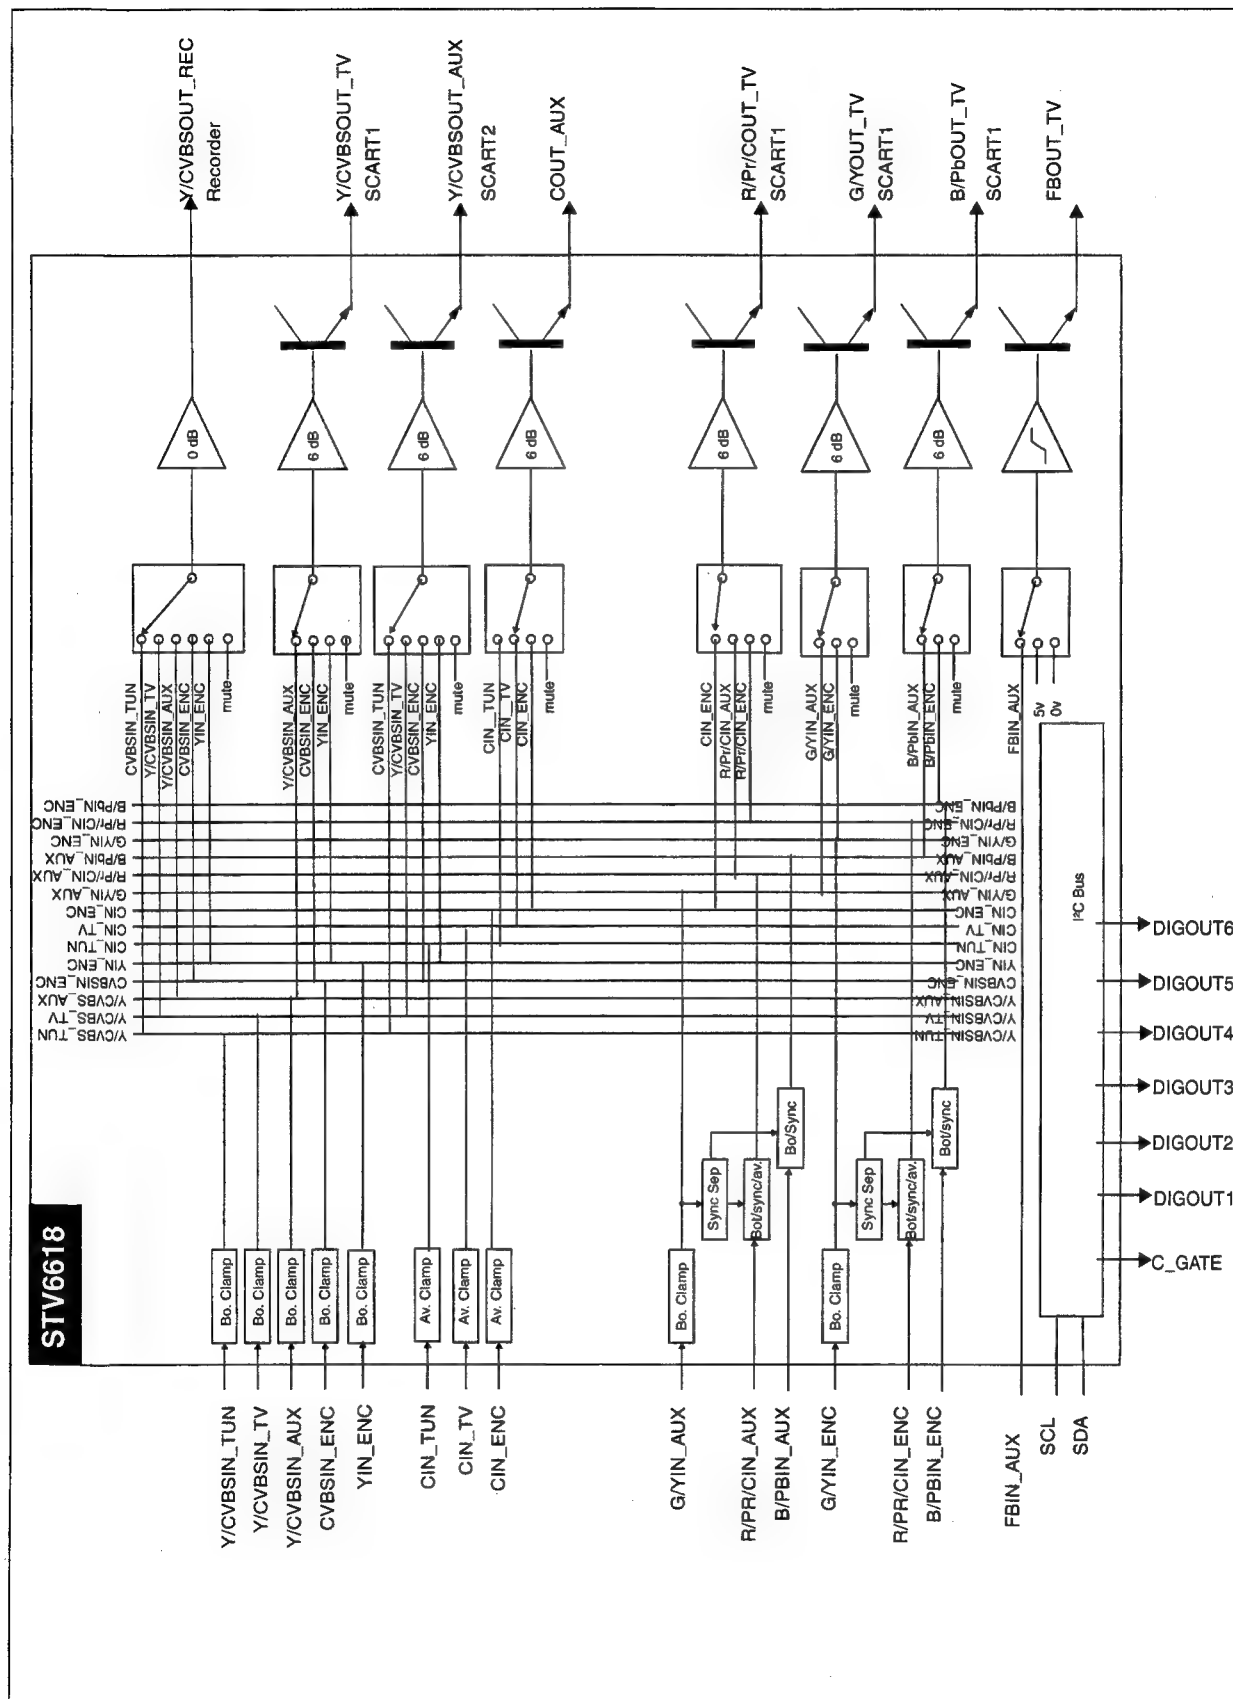 STV6618
Y/CVBSOUT_REC
Recorder
Y/CVBSOUT_TV
SCART1
Y/CVBSOUT_AUX
SCART2
COUT_AUX
R/Pr/COUT_TV
SCART1
G/YOUT_TV
SCART1
B/PbOUT_TV
SCART1
FBOUT_TV
0 dB
6 dB
6 dB
6 dB
6 dB
6 dB
6 dB
CVBSIN_TUN
Y/CVBSIN_TV
Y/CVBSIN_AUX
CVBSIN_ENC
YIN_ENC
mute
Y/CVBSIN_AUX
CVBSIN_ENC
YIN_ENC
mute
CVBSIN_TUN
Y/CVBSIN_TV
CVBSIN_ENC
YIN_ENC
mute
CIN_TUN
CIN_TV
CIN_ENC
mute
CIN_ENC
R/Pr/CIN_AUX
R/Pr/CIN_ENC
mute
G/YIN_AUX
G/YIN_ENC
mute
B/PbIN_AUX
B/PbIN_ENC
mute
FBIN_AUX
5v
0v
B/PbIN_ENC
R/Pr/CIN_ENC
G/YIN_ENC
B/PbIN_AUX
R/Pr/CIN_AUX
G/YIN_AUX
CIN_ENC
CIN_TV
CIN_TUN
YIN_ENC
CVBSIN_ENC
Y/CVBS_AUX
Y/CVBS_TV
Y/CVBS_TUN
B/PbIN_ENC
R/Pr/CIN_ENC
G/YIN_ENC
B/PbIN_AUX
R/Pr/CIN_AUX
G/YIN_AUX
CIN_ENC
CIN_TV
CIN_TUN
YIN_ENC
CVBSIN_ENC
Y/CVBSIN_AUX
Y/CVBSIN_TV
Y/CVBSIN_TUN
Bo. Clamp
Bo. Clamp
Bo. Clamp
Bo. Clamp
Bo. Clamp
Av. Clamp
Av. Clamp
Av. Clamp
Bo. Clamp
Sync Sep
Bot/sync/av.
Bo/Sync
Bo. Clamp
Sync Sep
Bot/sync/av.
Bot/sync
I²C Bus
DIGOUT6
DIGOUT5
DIGOUT4
DIGOUT3
DIGOUT2
DIGOUT1
C_GATE
Y/CVBSIN_TUN
Y/CVBSIN_TV
Y/CVBSIN_AUX
CVBSIN_ENC
YIN_ENC
CIN_TUN
CIN_TV
CIN_ENC
G/YIN_AUX
R/PR/CIN_AUX
B/PBIN_AUX
G/YIN_ENC
R/PR/CIN_ENC
B/PBIN_ENC
FBIN_AUX
SCL
SDA